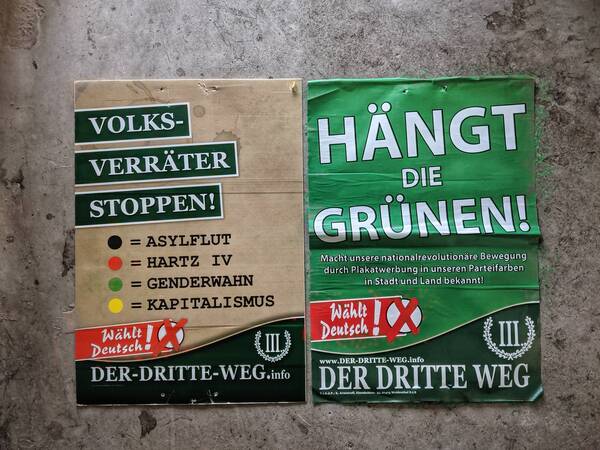 VOLKS-
VERRÄTER
STOPPEN!
= ASYLFLUT
= HARTZ IV
= GENDERWAHN
= KAPITALISMUS
Wählt
Deutsch!
III
DER-DRITTE-WEG.info
HÄNGT
DIE
GRÜNEN!
Macht unsere nationalrevolutionäre Bewegung
durch Plakatwerbung in unseren Parteifarben
in Stadt und Land bekannt!
Wählt
Deutsch!
III
www.DER-DRITTE-WEG.info
DER DRITTE WEG